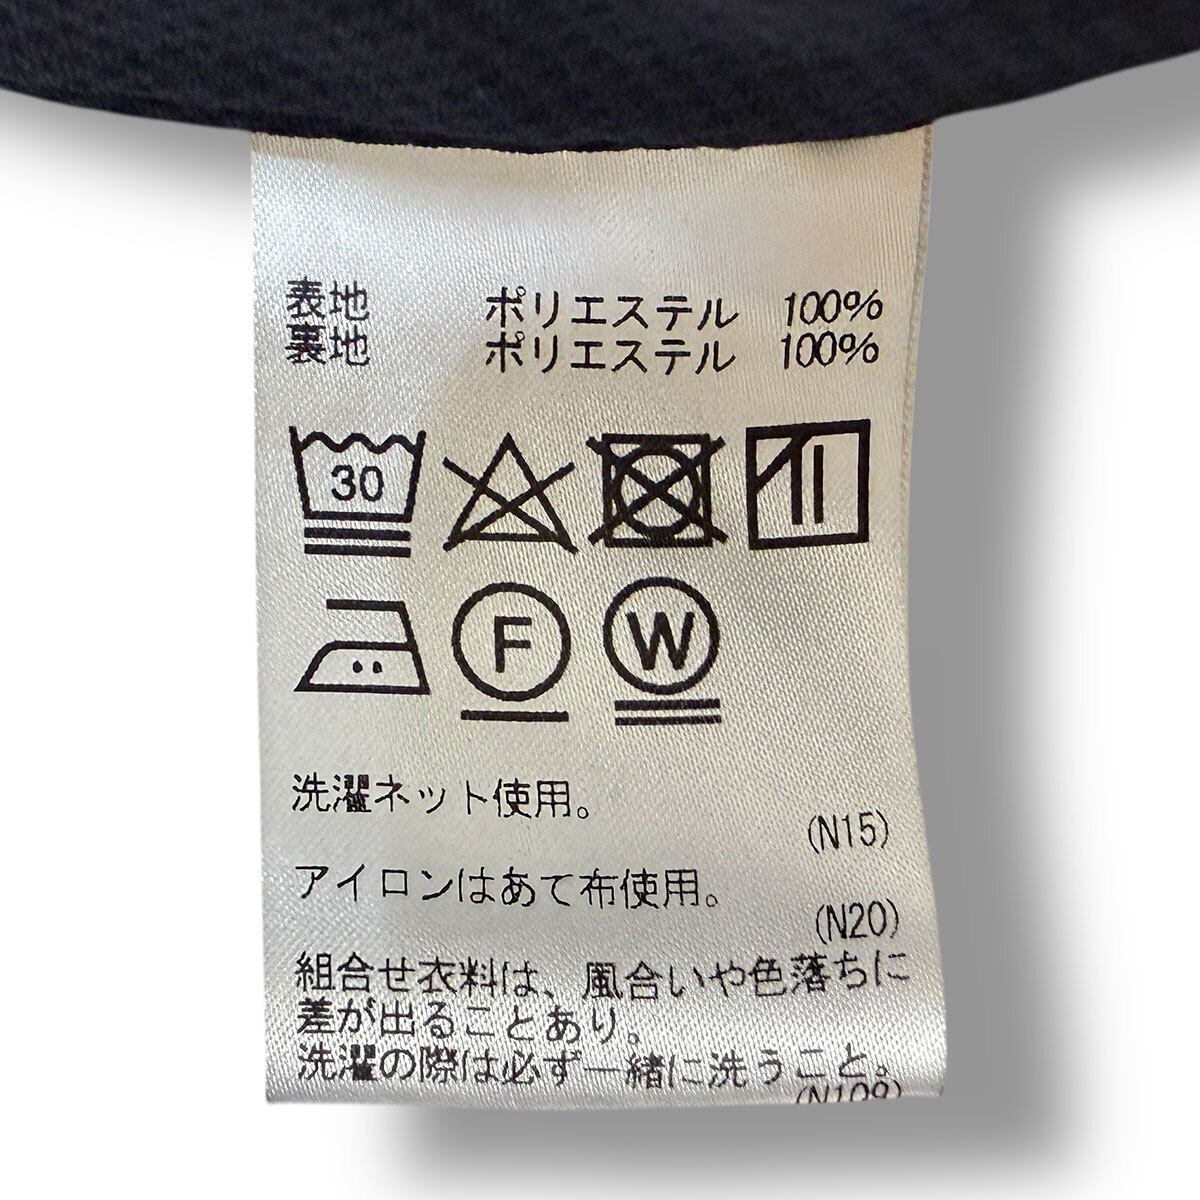 表地 ポリエステル 100%
裏地 ポリエステル 100%
30
F W
洗濯ネット使用。
(N15)
アイロンはあて布使用。
(N20)
組合せ衣料は、風合いや色落ちに
差が出ることあり。
洗濯の際は必ず一緒に洗うこと。
(N109)